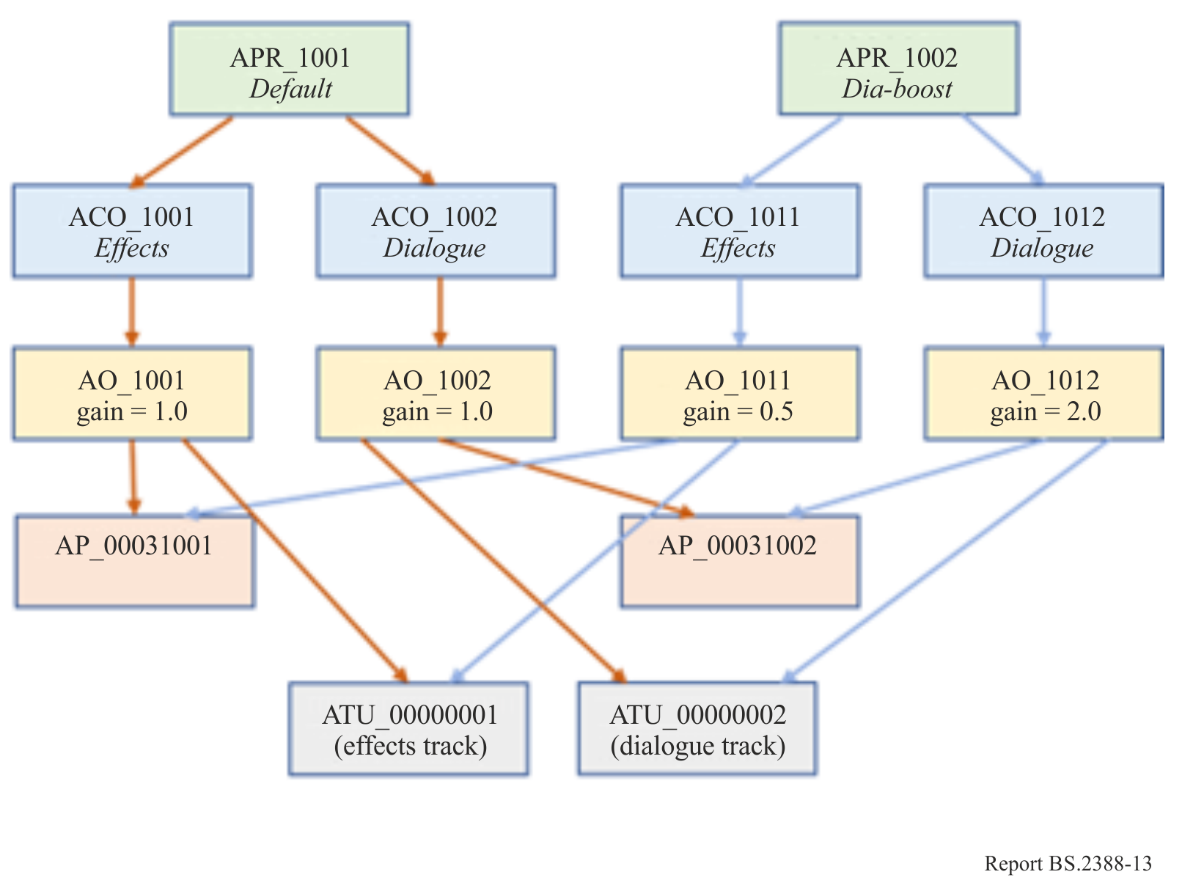 APR_1001
Default
APR_1002
Dia-boost
ACO_1001
Effects
ACO_1002
Dialogue
ACO_1011
Effects
ACO_1012
Dialogue
AO_1001
gain = 1.0
AO_1002
gain = 1.0
AO_1011
gain = 0.5
AO_1012
gain = 2.0
AP_00031001
AP_00031002
ATU_00000001
(effects track)
ATU_00000002
(dialogue track)
Report BS.2388-13